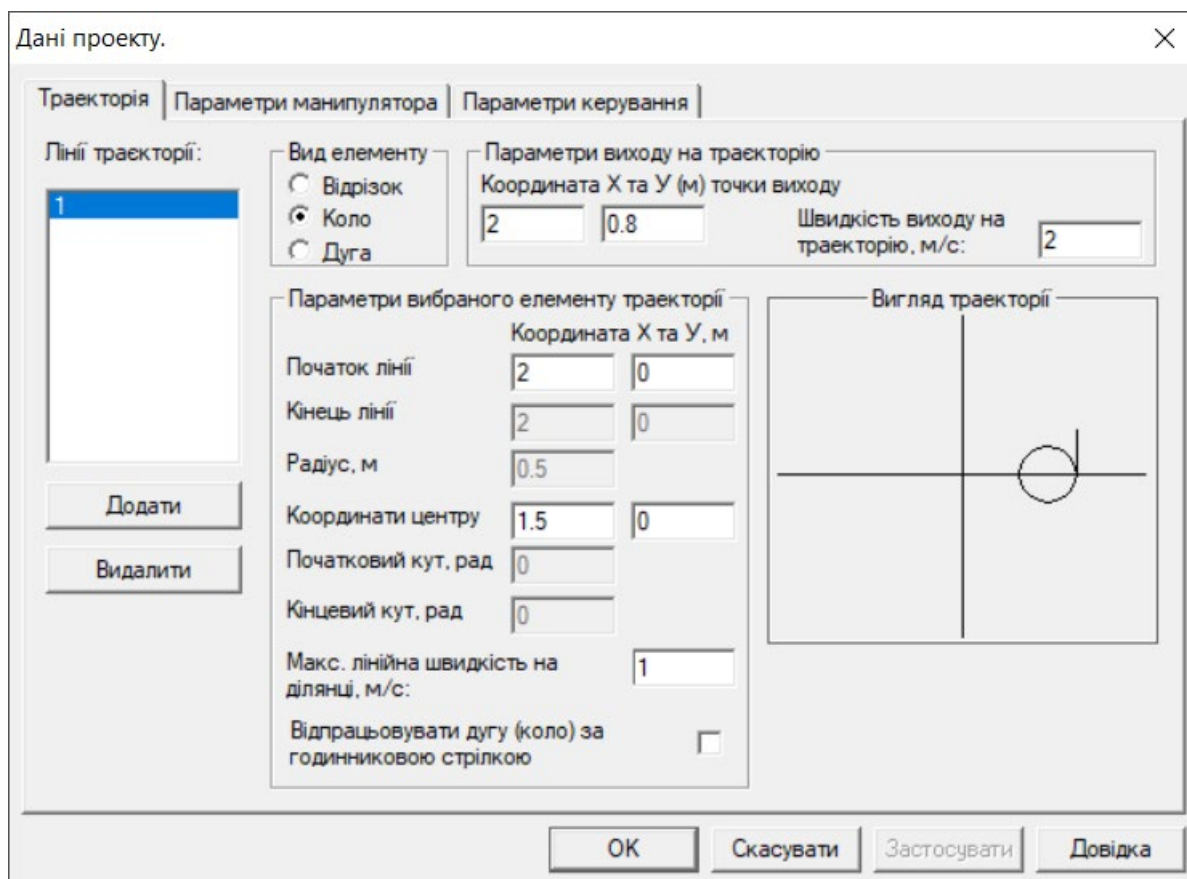 Дані проекту.
Траекторія
Параметри манипулятора
Параметри керування
Лінії траєкторії:
1
Вид елементу
Відрізок
Коло
Дуга
Параметри виходу на траєкторію
Координата X та У (м) точки виходу
2
0.8
Швидкість виходу на
траекторію, м/с:
2
Параметри вибраного елементу траекторії
Координата X та У, м
Початок лінії
2
0
Кінець лінії
2
0
Радіус, м
0.5
Координати центру
1.5
0
Початковий кут, рад
0
Кінцевий кут, рад
0
Макс. лінійна швидкість на
ділянці, м/с:
1
Відпрацьовувати дугу (коло) за
годинниковою стрілкою
Вигляд траекторії
Додати
Видалити
OK
Скасувати
Застосувати
Довідка